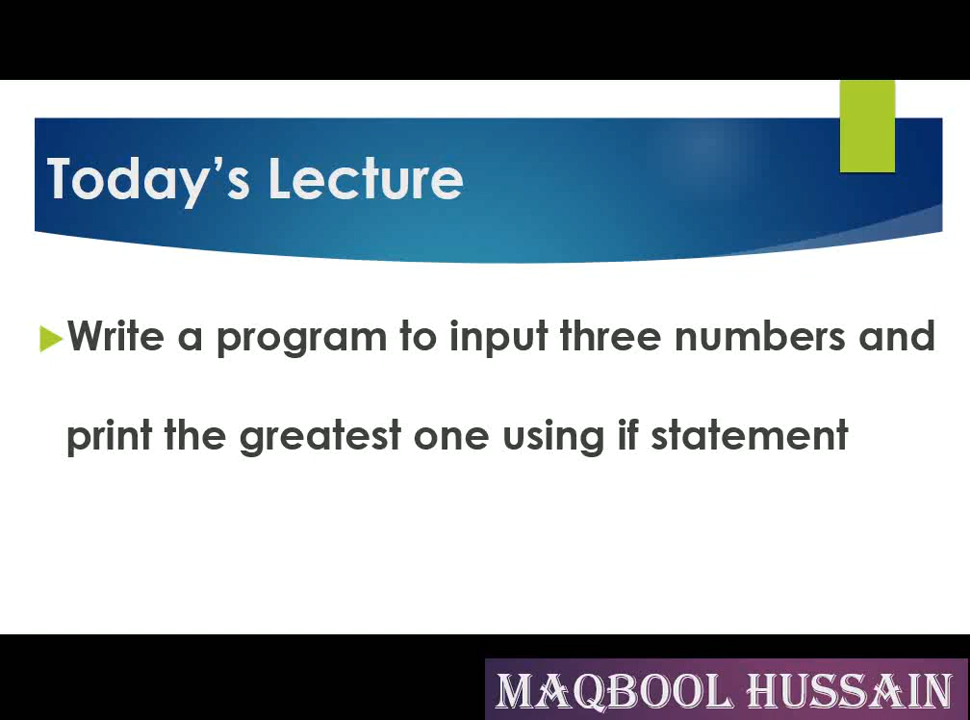 Today’s Lecture
Write a program to input three numbers and
print the greatest one using if statement
MAQBOOL HUSSAIN